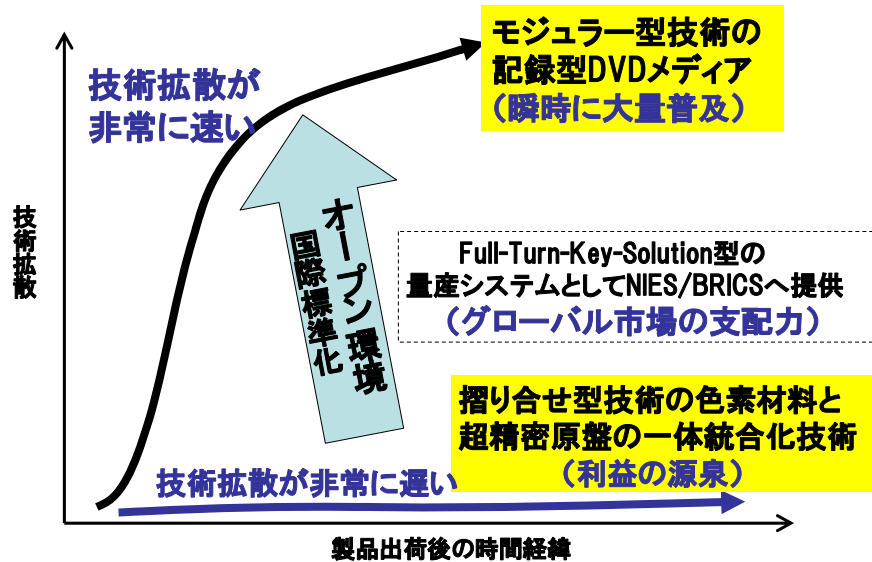 モジュラー型技術の
記録型DVDメディア
（瞬時に大量普及）
技術拡散が
非常に速い
オープン環境
国際標準化
技術拡散
Full-Turn-Key-Solution型の
量産システムとしてNIES/BRICSへ提供
（グローバル市場の支配力）
摺り合せ型技術の色素材料と
超精密原盤の一体統合化技術
（利益の源泉）
技術拡散が非常に遅い
製品出荷後の時間経緯